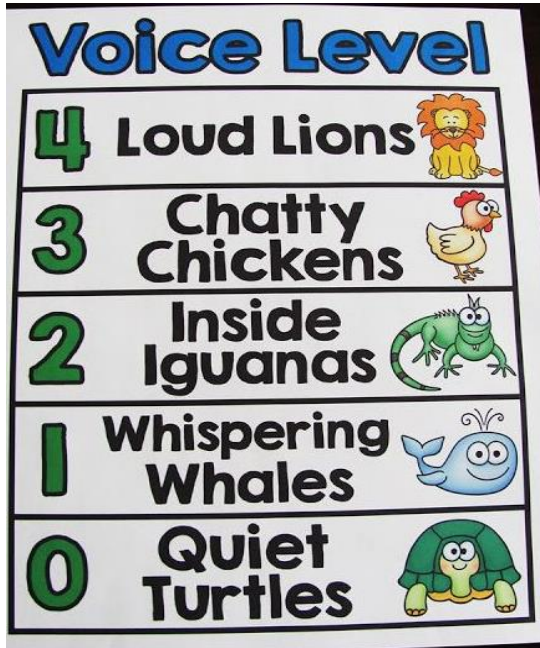 Voice Level
4 Loud Lions
3 Chatty
Chickens
2 Inside
Iguanas
1 Whispering
Whales
0 Quiet
Turtles